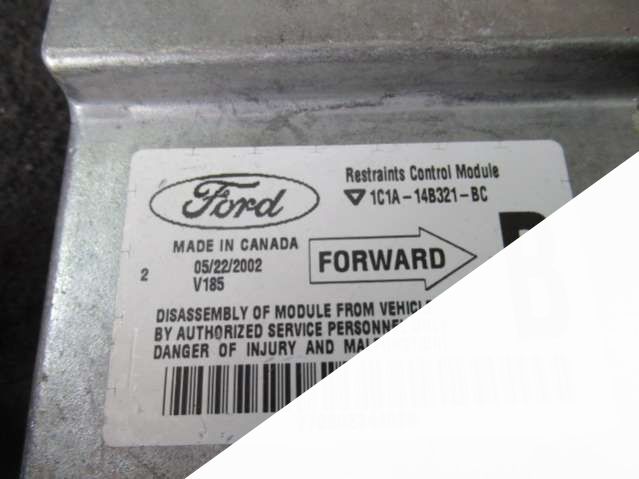 Restraints Control Module
Ford
1C1A-14B321-BC
MADE IN CANADA
2
05/22/2002
V185
FORWARD
B
DISASSEMBLY OF MODULE FROM VEHICLE
BY AUTHORIZED SERVICE PERSONNEL
DANGER OF INJURY AND